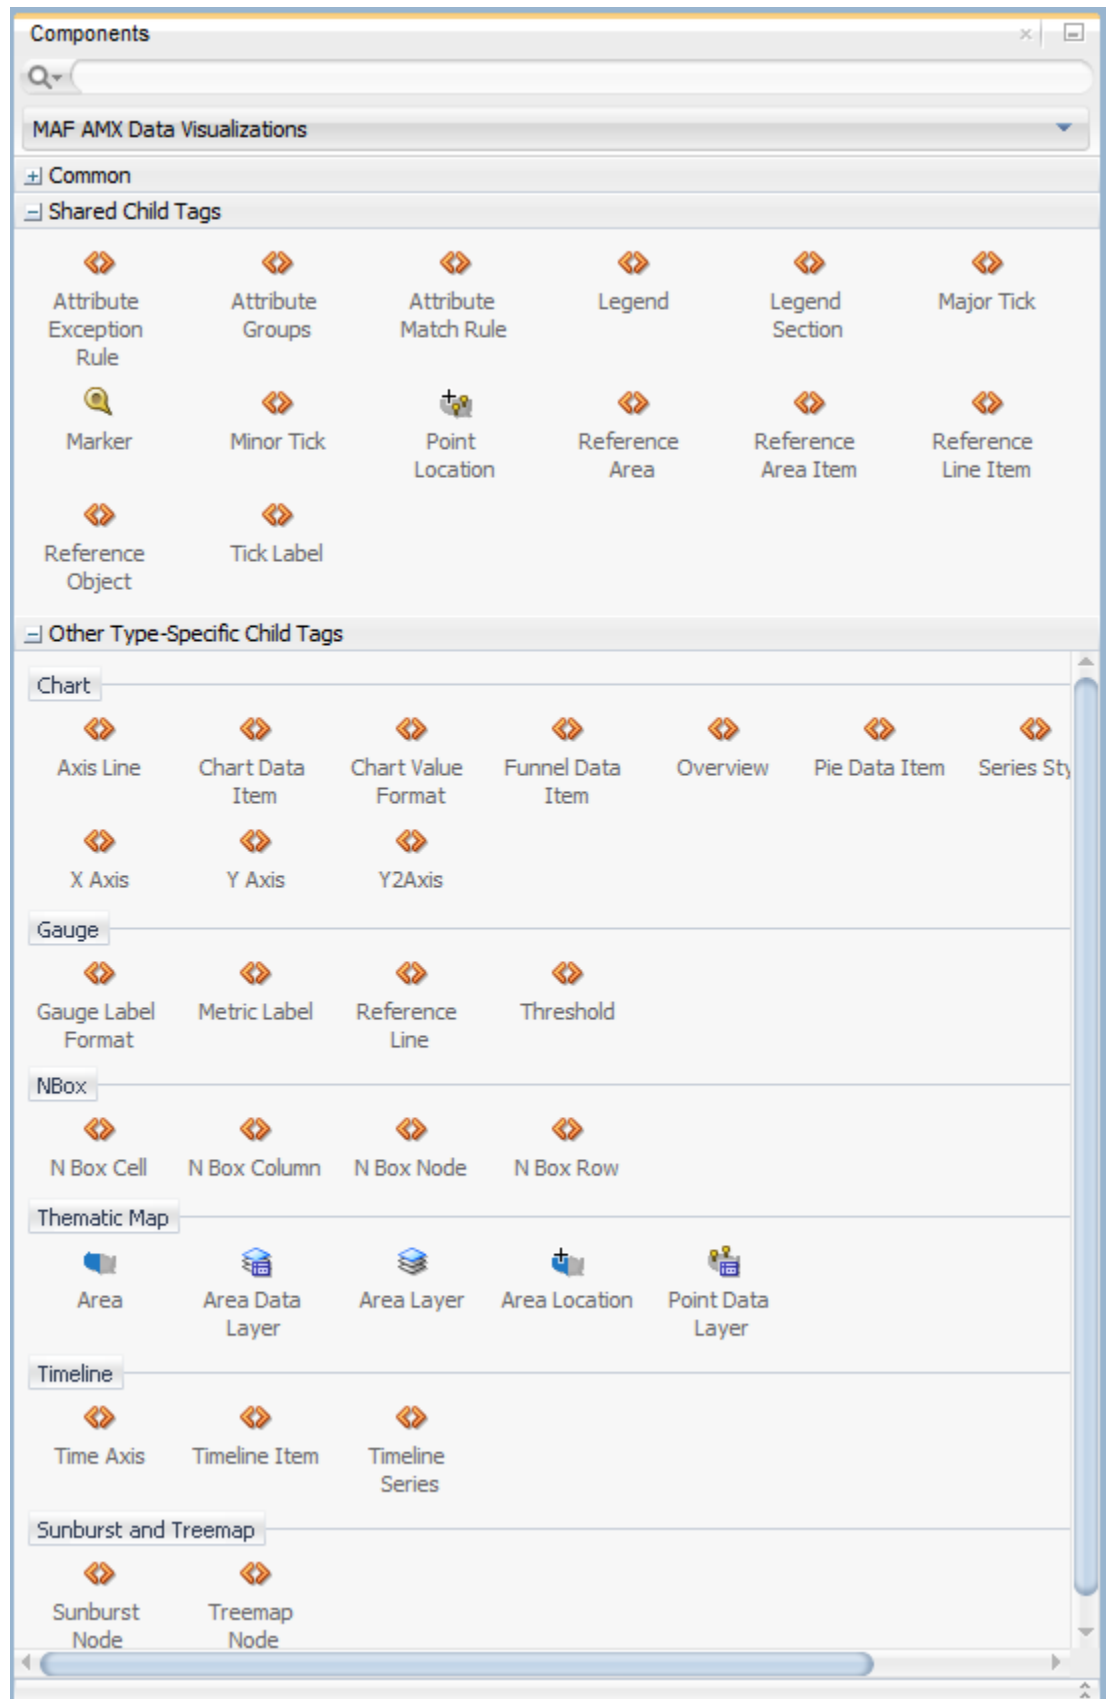 Components
MAF AMX Data Visualizations
Common
Shared Child Tags
Attribute Exception Rule
Attribute Groups
Attribute Match Rule
Legend
Legend Section
Major Tick
Marker
Minor Tick
Point Location
Reference Area
Reference Area Item
Reference Line Item
Reference Object
Tick Label
Other Type-Specific Child Tags
Chart
Axis Line
Chart Data Item
Chart Value Format
Funnel Data Item
Overview
Pie Data Item
Series Sty
X Axis
Y Axis
Y2Axis
Gauge
Gauge Label Format
Metric Label
Reference Line
Threshold
NBox
N Box Cell
N Box Column
N Box Node
N Box Row
Thematic Map
Area
Area Data Layer
Area Layer
Area Location
Point Data Layer
Timeline
Time Axis
Timeline Item
Timeline Series
Sunburst and Treemap
Sunburst Node
Treemap Node